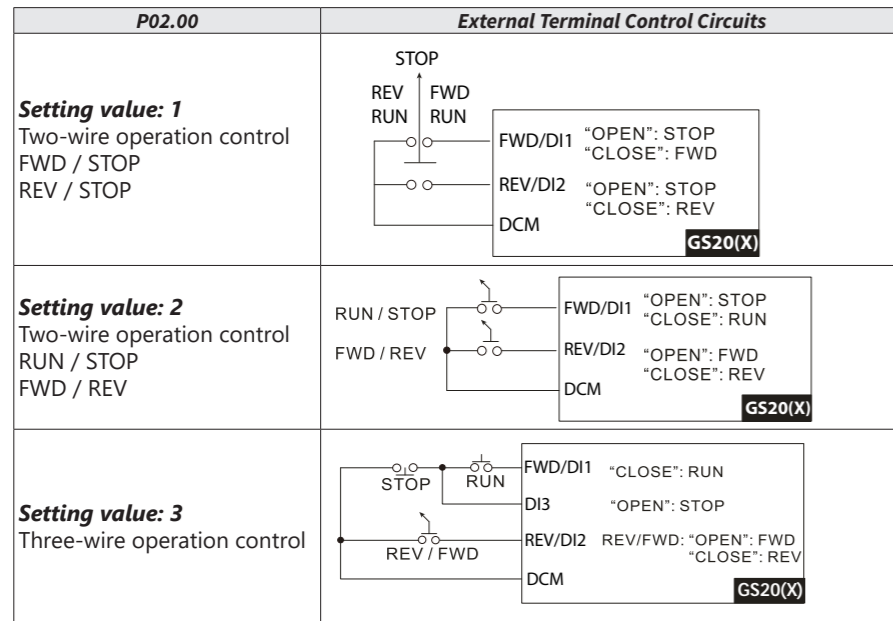 P02.00
External Terminal Control Circuits
Setting value: 1
Two-wire operation control
FWD / STOP
REV / STOP
STOP
REV FWD
RUN RUN
FWD/DI1 “OPEN”: STOP
“CLOSE”: FWD
REV/DI2 “OPEN”: STOP
“CLOSE”: REV
DCM
GS20(X)
Setting value: 2
Two-wire operation control
RUN / STOP
FWD / REV
RUN / STOP
FWD / REV
FWD/DI1 “OPEN”: STOP
“CLOSE”: RUN
REV/DI2 “OPEN”: FWD
“CLOSE”: REV
DCM
GS20(X)
Setting value: 3
Three-wire operation control
STOP RUN
REV / FWD
FWD/DI1 “CLOSE”: RUN
DI3 “OPEN”: STOP
REV/DI2 REV/FWD: “OPEN”: FWD
“CLOSE”: REV
DCM
GS20(X)